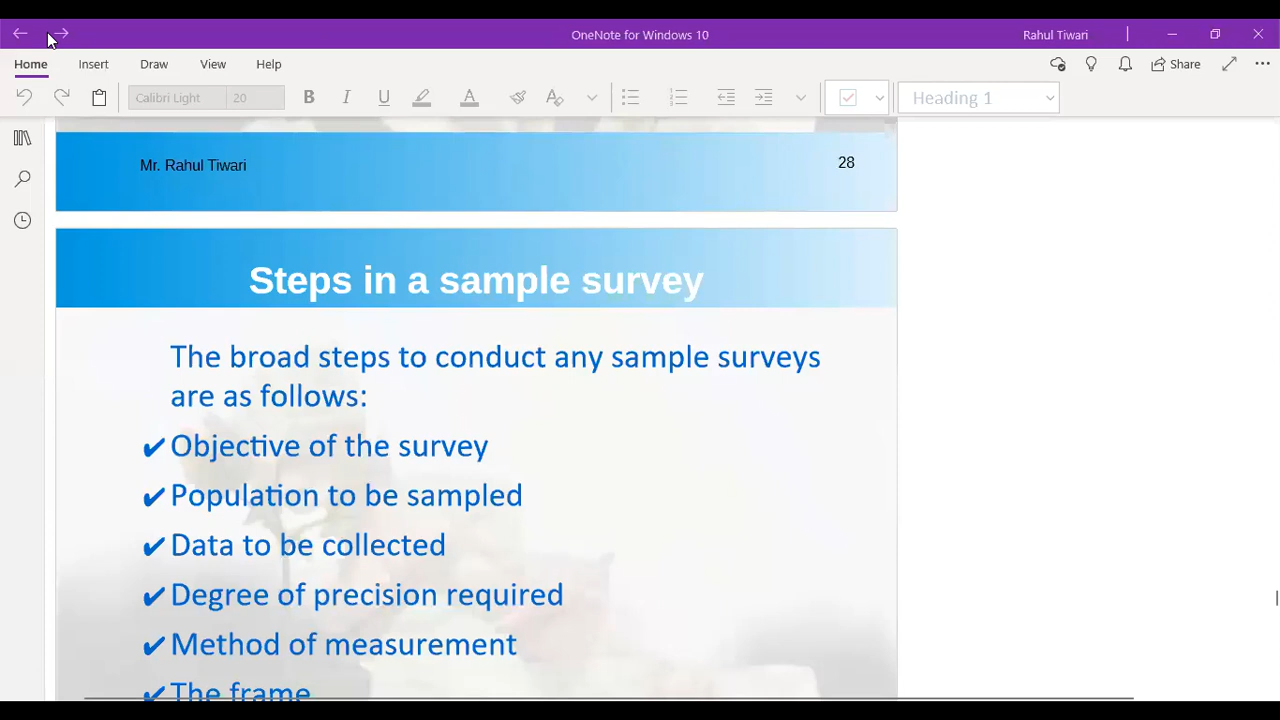 OneNote for Windows 10
Rahul Tiwari
Home Insert Draw View Help
Share
Calibri Light 20
B I U A
Heading 1
Mr. Rahul Tiwari
28
Steps in a sample survey
The broad steps to conduct any sample surveys
are as follows:
✔ Objective of the survey
✔ Population to be sampled
✔ Data to be collected
✔ Degree of precision required
✔ Method of measurement
✔ The frame